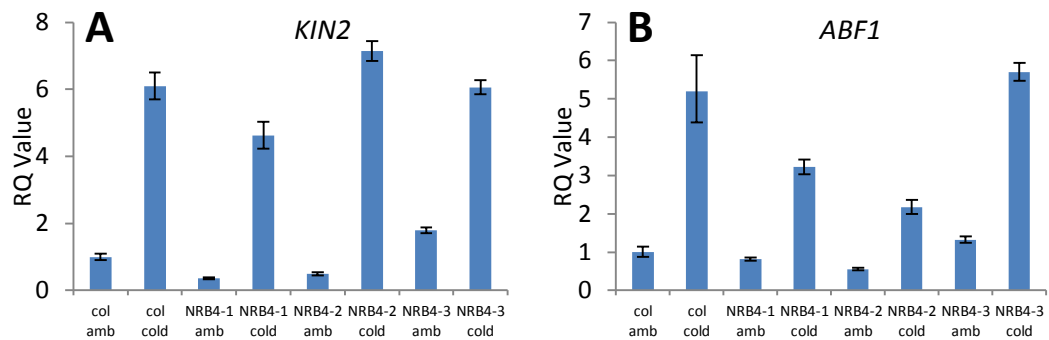 A
KIN2
RQ Value
8
6
4
2
0
col amb
col cold
NRB4-1 amb
NRB4-1 cold
NRB4-2 amb
NRB4-2 cold
NRB4-3 amb
NRB4-3 cold
B
ABF1
RQ Value
7
6
5
4
3
2
1
0
col amb
col cold
NRB4-1 amb
NRB4-1 cold
NRB4-2 amb
NRB4-2 cold
NRB4-3 amb
NRB4-3 cold